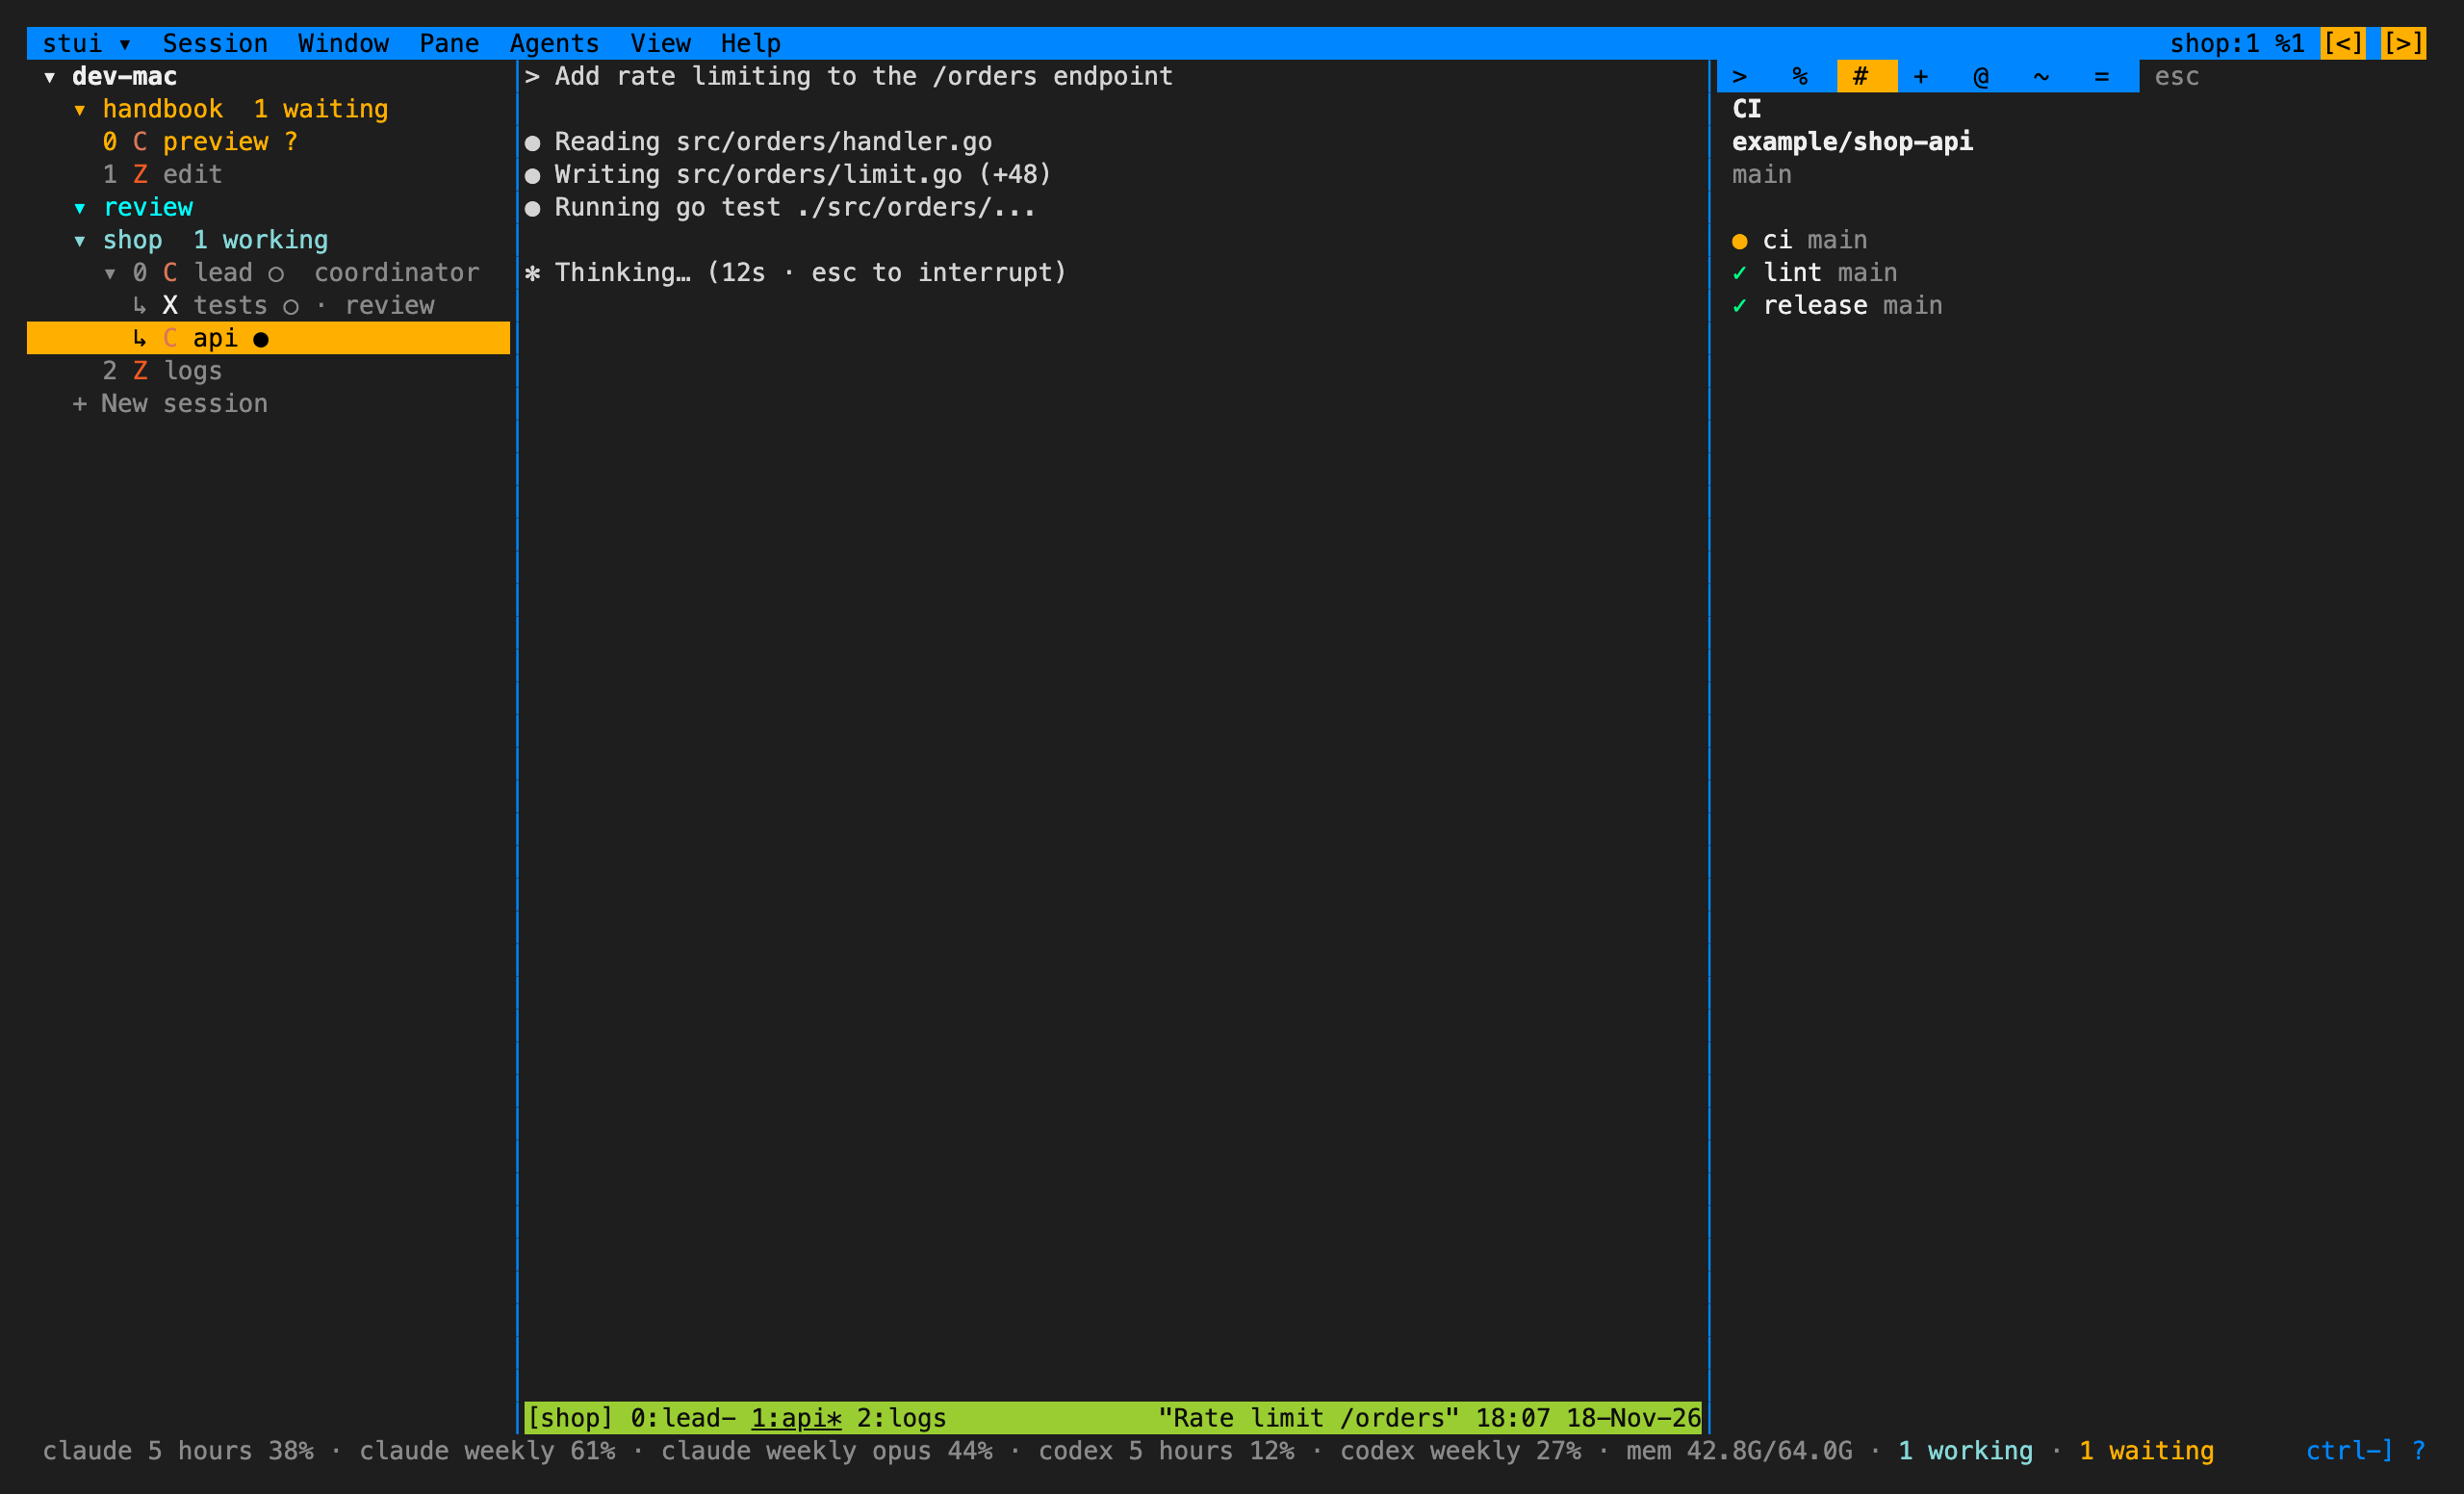 stui ▾ Session Window Pane Agents View Help shop:1 %1 [<] [>]
▾ dev-mac
▾ handbook 1 waiting
0 C preview ?
1 Z edit
▾ review
▾ shop 1 working
▾ 0 C lead ○ coordinator
↳ X tests ○ · review
↳ C api ●
2 Z logs
+ New session
> Add rate limiting to the /orders endpoint
● Reading src/orders/handler.go
● Writing src/orders/limit.go (+48)
● Running go test ./src/orders/...
✻ Thinking… (12s · esc to interrupt)
[shop] 0:lead- 1:api* 2:logs "Rate limit /orders" 18:07 18-Nov-26
> % # + @ ~ = esc
CI
example/shop-api
main
● ci main
✓ lint main
✓ release main
claude 5 hours 38% · claude weekly 61% · claude weekly opus 44% · codex 5 hours 12% · codex weekly 27% · mem 42.8G/64.0G · 1 working · 1 waiting ctrl-] ?